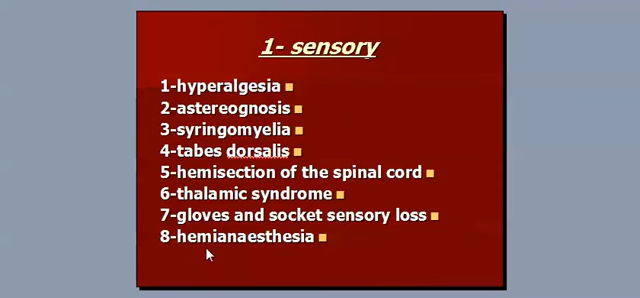 1- sensory
1-hyperalgesia
2-astereognosis
3-syringomyelia
4-tabes dorsalis
5-hemisection of the spinal cord
6-thalamic syndrome
7-gloves and socket sensory loss
8-hemianaesthesia